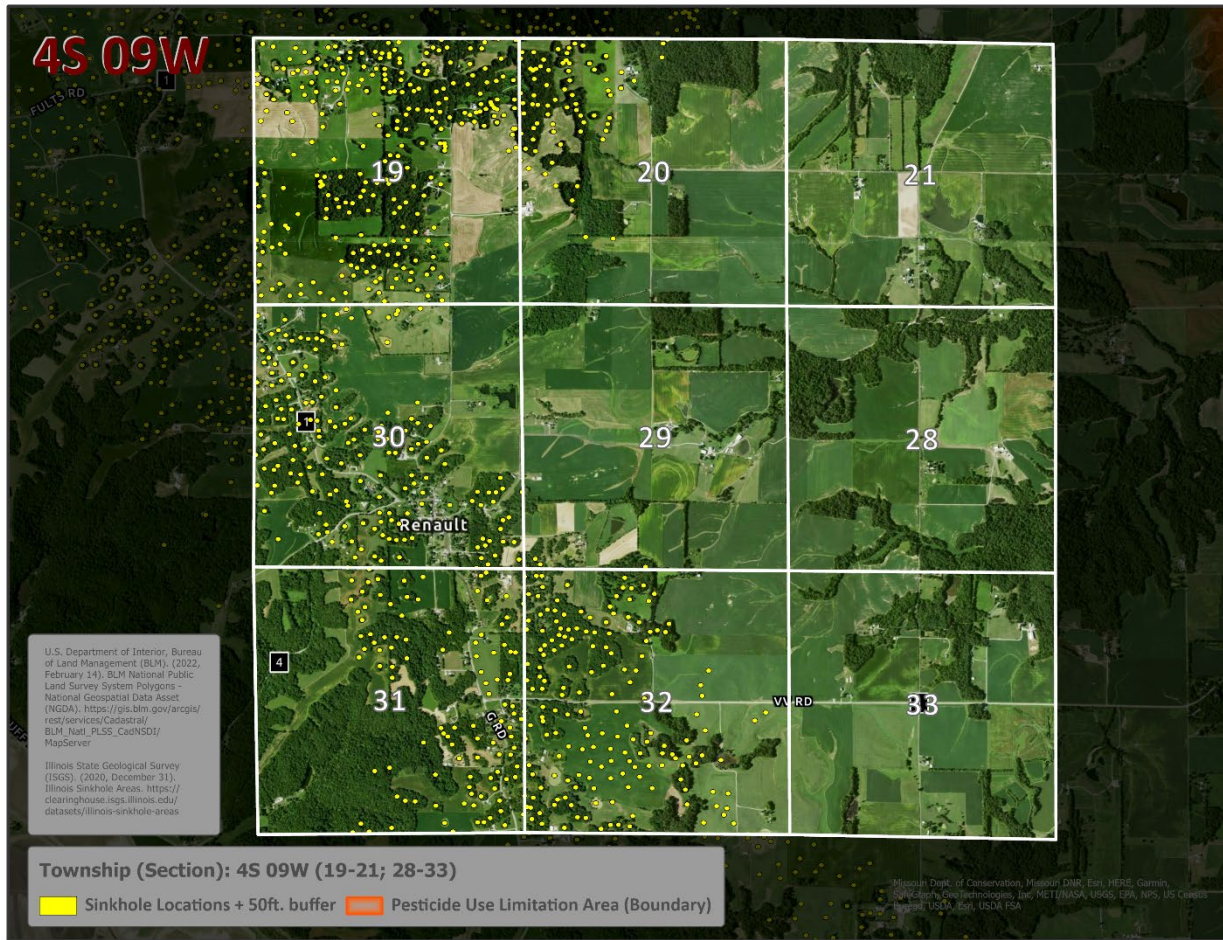 4S 09W
1
FULTS RD
19
20
21
1
30
29
28
Renault
4
31
G RD
32
VV RD
33
U.S. Department of Interior, Bureau
of Land Management (BLM). (2022,
February 14). BLM National Public
Land Survey System Polygons -
National Geospatial Data Asset
(NGDA). https://gis.blm.gov/arcgis/
rest/services/Cadastral/
BLM_Natl_PLSS_CadNSDI/
MapServer
Illinois State Geological Survey
(ISGS). (2020, December 31).
Illinois Sinkhole Areas. https://
clearinghouse.isgs.illinois.edu/
datasets/illinois-sinkhole-areas
Township (Section): 4S 09W (19-21; 28-33)
Sinkhole Locations + 50ft. buffer
Pesticide Use Limitation Area (Boundary)
Missouri Dept. of Conservation, Missouri DNR, Esri, HERE, Garmin,
SafeGraph, GeoTechnologies, Inc, METI/NASA, USGS, EPA, NPS, US Census
Bureau, USDA, Esri, USDA FSA